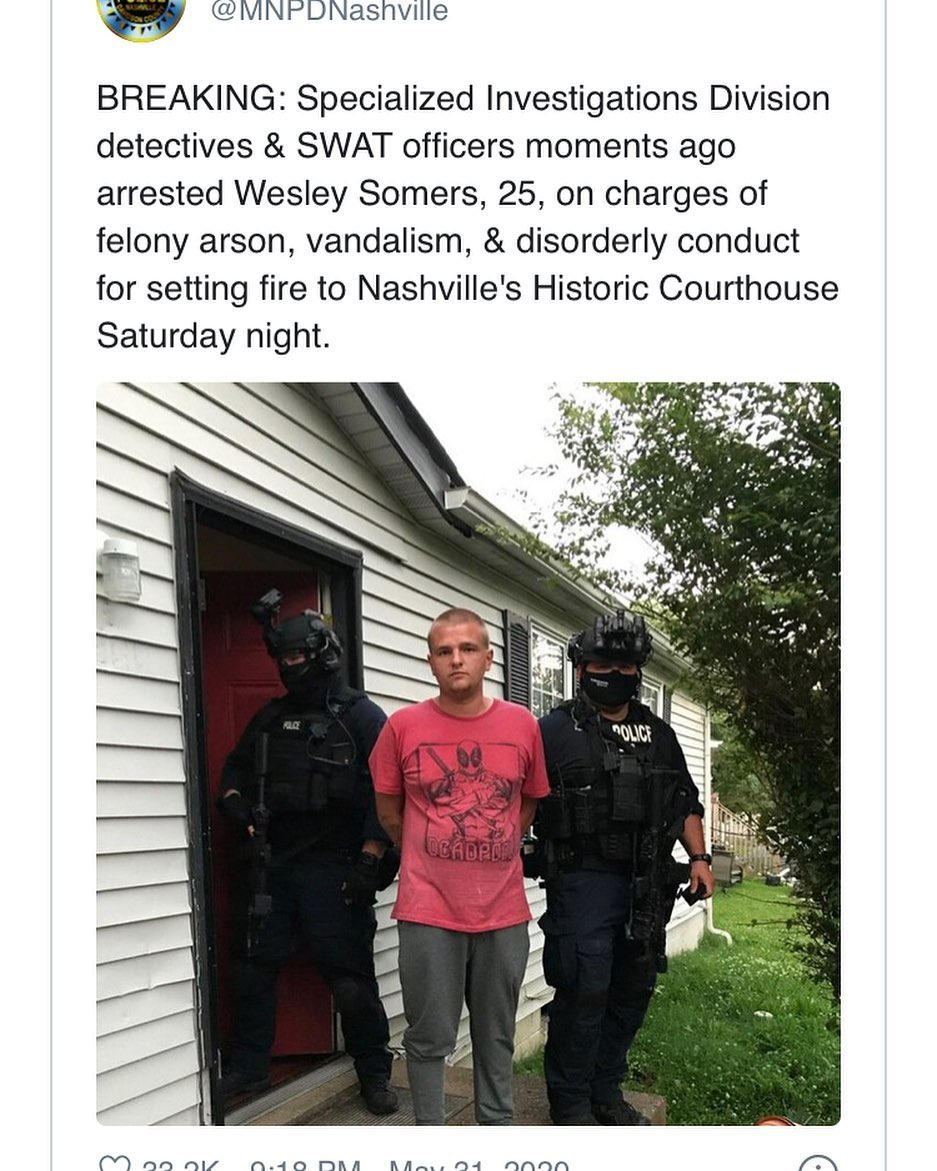 @MNPDNashville
BREAKING: Specialized Investigations Division
detectives & SWAT officers moments ago
arrested Wesley Somers, 25, on charges of
felony arson, vandalism, & disorderly conduct
for setting fire to Nashville's Historic Courthouse
Saturday night.
POLICE
POLICE
DEADPOOL
33.2K 9:18 PM - May 31, 2020